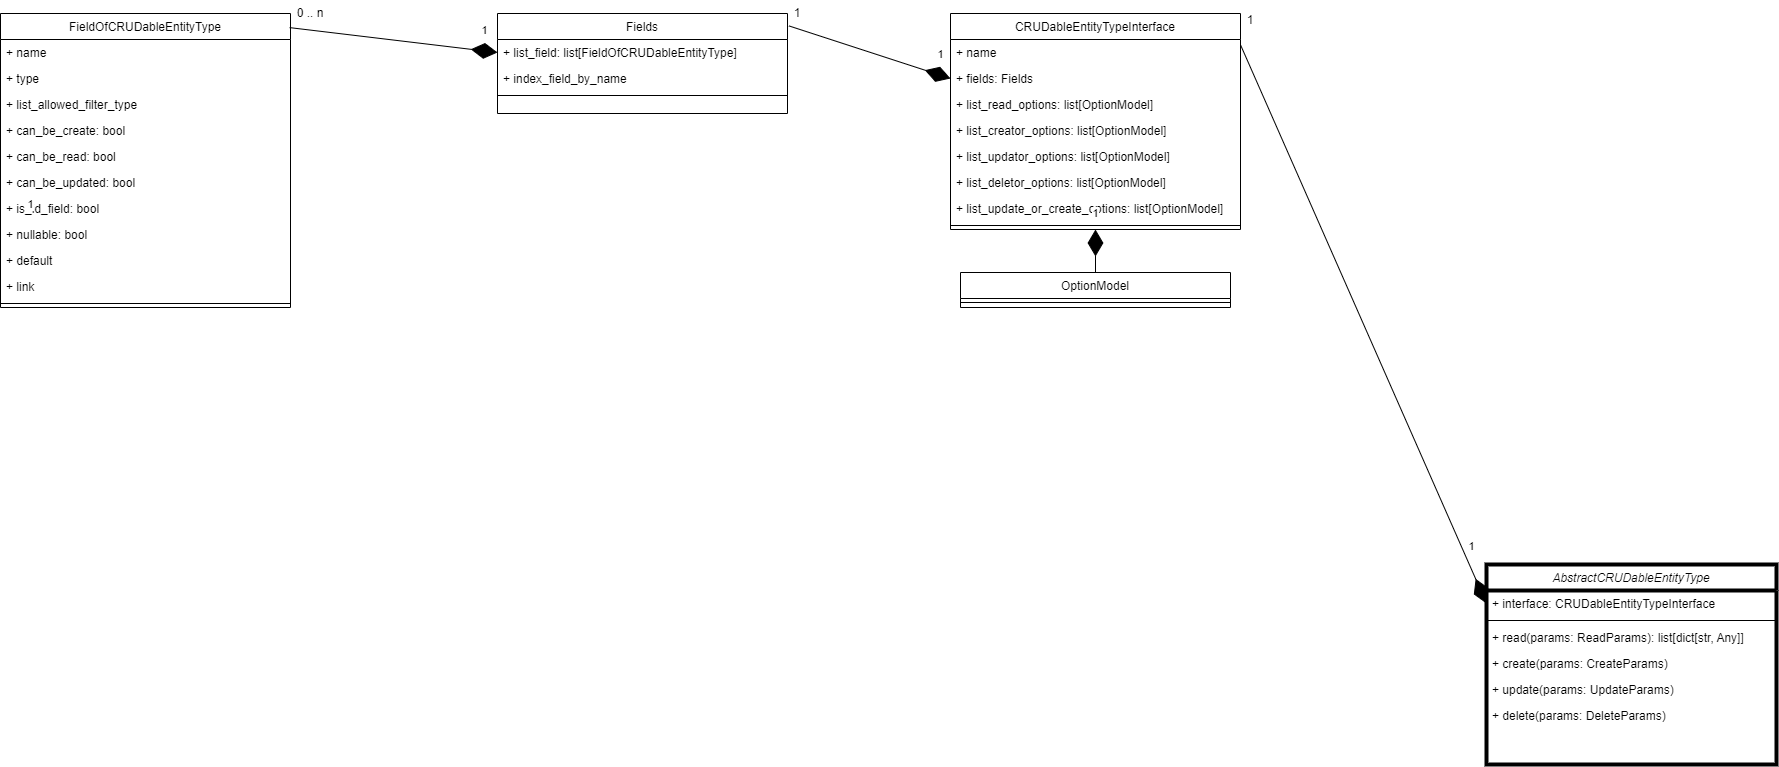 FieldOfCRUDableEntityType
+ name
+ type
+ list_allowed_filter_type
+ can_be_create: bool
+ can_be_read: bool
+ can_be_updated: bool
+ is_id_field: bool
1
+ nullable: bool
+ default
+ link
0 .. n
1
Fields
+ list_field: list[FieldOfCRUDableEntityType]
+ index_field_by_name
1
1
CRUDableEntityTypeInterface
+ name
+ fields: Fields
+ list_read_options: list[OptionModel]
+ list_creator_options: list[OptionModel]
+ list_updator_options: list[OptionModel]
+ list_deletor_options: list[OptionModel]
+ list_update_or_create_options: list[OptionModel]
1
OptionModel
1
1
AbstractCRUDableEntityType
+ interface: CRUDableEntityTypeInterface
+ read(params: ReadParams): list[dict[str, Any]]
+ create(params: CreateParams)
+ update(params: UpdateParams)
+ delete(params: DeleteParams)